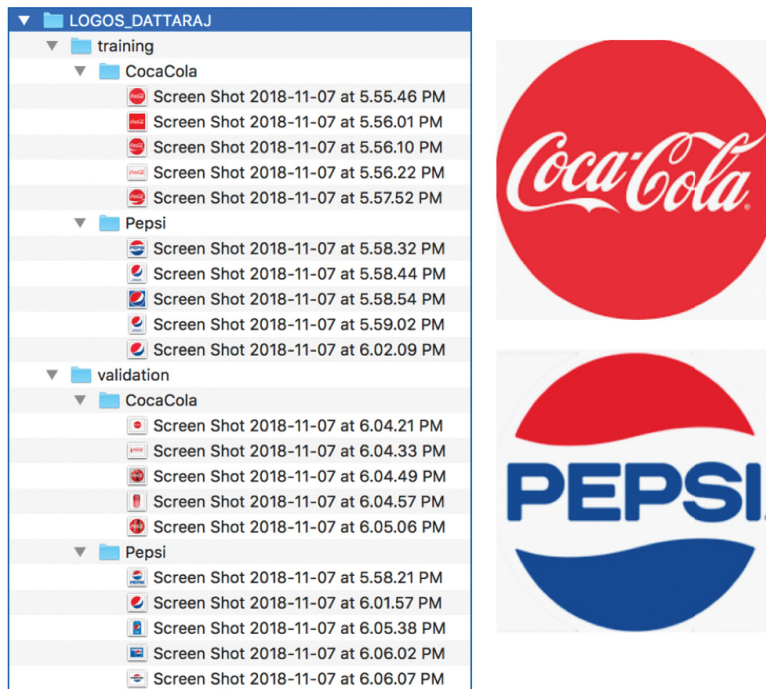 LOGOS_DATTARAJ
training
CocaCola
Screen Shot 2018-11-07 at 5.55.46 PM
Screen Shot 2018-11-07 at 5.56.01 PM
Screen Shot 2018-11-07 at 5.56.10 PM
Screen Shot 2018-11-07 at 5.56.22 PM
Screen Shot 2018-11-07 at 5.57.52 PM
Pepsi
Screen Shot 2018-11-07 at 5.58.32 PM
Screen Shot 2018-11-07 at 5.58.44 PM
Screen Shot 2018-11-07 at 5.58.54 PM
Screen Shot 2018-11-07 at 5.59.02 PM
Screen Shot 2018-11-07 at 6.02.09 PM
validation
CocaCola
Screen Shot 2018-11-07 at 6.04.21 PM
Screen Shot 2018-11-07 at 6.04.33 PM
Screen Shot 2018-11-07 at 6.04.49 PM
Screen Shot 2018-11-07 at 6.04.57 PM
Screen Shot 2018-11-07 at 6.05.06 PM
Pepsi
Screen Shot 2018-11-07 at 5.58.21 PM
Screen Shot 2018-11-07 at 6.01.57 PM
Screen Shot 2018-11-07 at 6.05.38 PM
Screen Shot 2018-11-07 at 6.06.02 PM
Screen Shot 2018-11-07 at 6.06.07 PM
Coca-Cola®
PEPSI